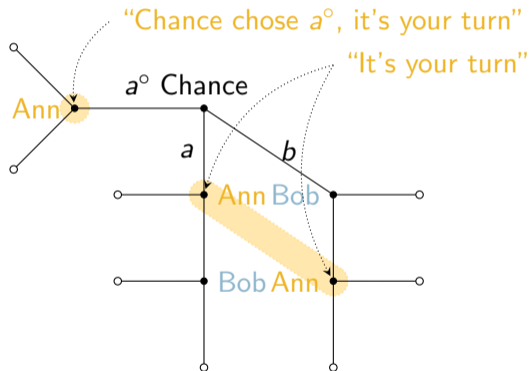 “Chance chose a°, it’s your turn”
“It’s your turn”
a° Chance
Ann
a
b
Ann Bob
Bob Ann